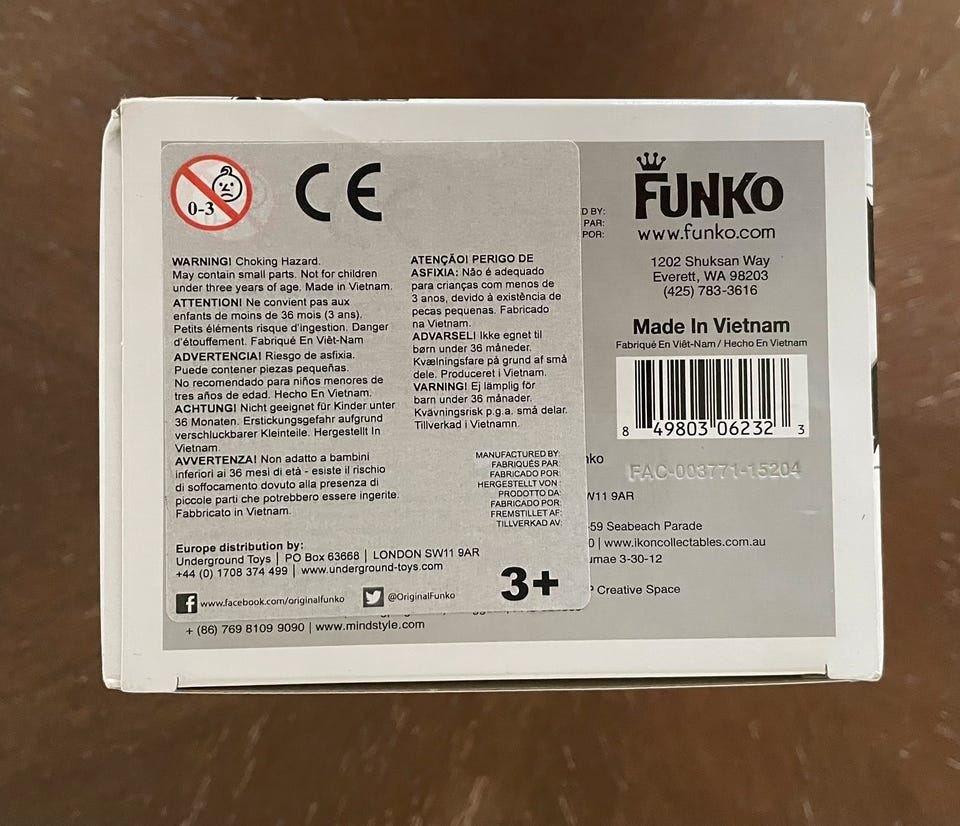 0-3
CE
WARNING! Choking Hazard.
May contain small parts. Not for children
under three years of age. Made in Vietnam.
ATTENTION! Ne convient pas aux
enfants de moins de 36 mois (3 ans).
Petits éléments risque d'ingestion. Danger
d'étouffement. Fabriqué En Viêt-Nam
ADVERTENCIA! Riesgo de asfixia.
Puede contener piezas pequeñas.
No recomendado para niños menores de
tres años de edad. Hecho En Vietnam.
ACHTUNG! Nicht geeignet für Kinder unter
36 Monaten. Erstickungsgefahr aufgrund
verschluckbarer Kleinteile. Hergestellt In
Vietnam.
AVVERTENZA! Non adatto a bambini
inferiori ai 36 mesi di età - esiste il rischio
di soffocamento dovuto alla presenza di
piccole parti che potrebbero essere ingerite.
Fabbricato in Vietnam.
ATENÇÃO! PERIGO DE
ASFIXIA: Não é adequado
para crianças com menos de
3 anos, devido à existência de
pecas pequenas. Fabricado
na Vietnam.
ADVARSEL! Ikke egnet til
børn under 36 måneder.
Kvælningsfare på grund af små
dele. Produceret i Vietnam.
VARNING! Ej lämplig för
barn under 36 månader.
Kvävningsrisk p.g.a. små delar.
Tillverkad i Vietnamn.
MANUFACTURED BY:
FABRIQUÉS PAR:
FABRICADO POR:
HERGESTELLT VON:
PRODOTTO DA:
FABRICADO POR:
FREMSTILLET AF:
TILLVERKAD AV:
Europe distribution by:
Underground Toys | PO Box 63668 | LONDON SW11 9AR
+44 (0) 1708 374 499 | www.underground-toys.com
www.facebook.com/originalfunko @OriginalFunko
3+
+ (86) 769 8109 9090 | www.mindstyle.com
D BY:
PAR:
POR:
FUNKO
www.funko.com
1202 Shuksan Way
Everett, WA 98203
(425) 783-3616
Made In Vietnam
Fabriqué En Viêt-Nam / Hecho En Vietnam
8 49803 06232 3
nko
FAC-003771-15204
W11 9AR
-59 Seabeach Parade
0 | www.ikoncollectables.com.au
umae 3-30-12
P Creative Space